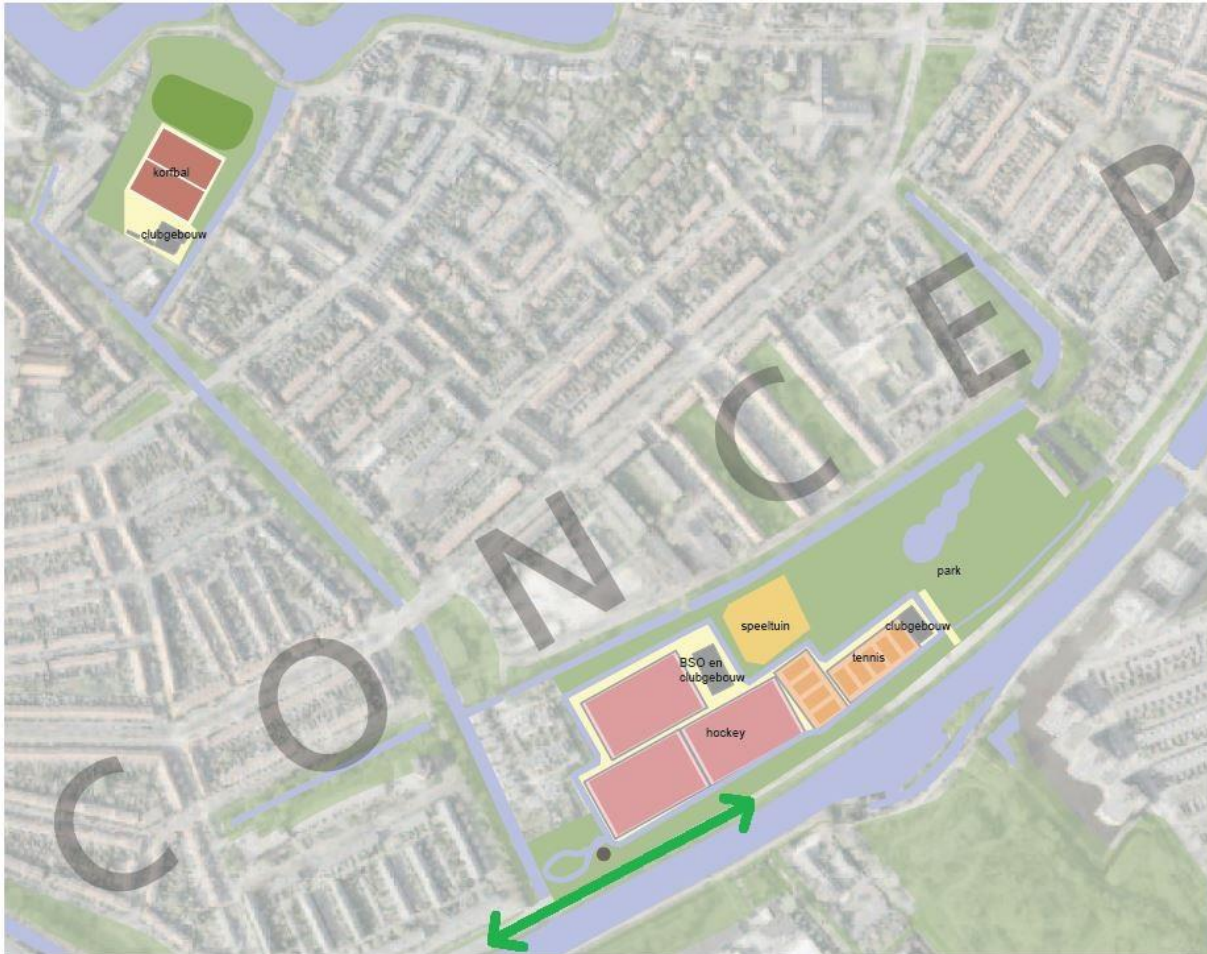 korfbal
clubgebouw
CONCEP
park
speeltuin
clubgebouw
tennis
BSO en
clubgebouw
hockey